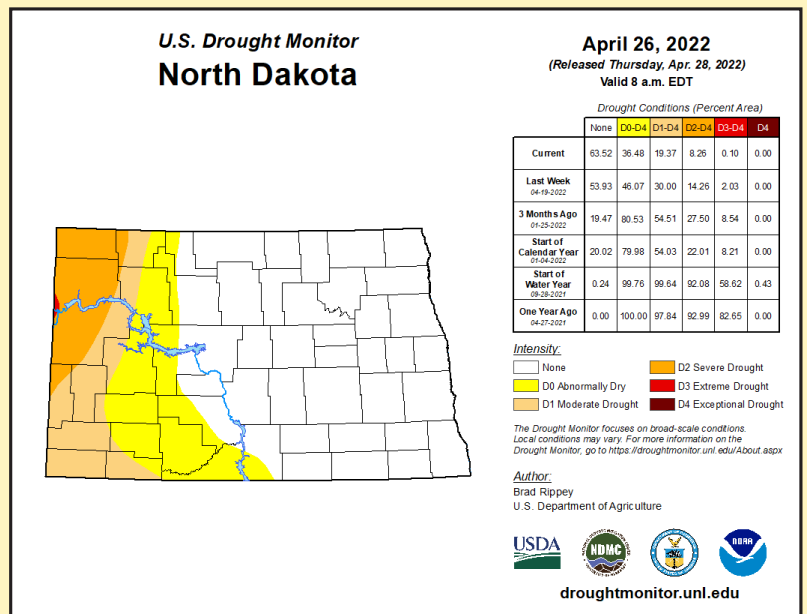 U.S. Drought Monitor
North Dakota
April 26, 2022
(Released Thursday, Apr. 28, 2022)
Valid 8 a.m. EDT
Drought Conditions (Percent Area)
None D0-D4 D1-D4 D2-D4 D3-D4 D4
Current 63.52 36.48 19.37 8.26 0.10 0.00
Last Week
04-19-2022
53.93 46.07 30.00 14.26 2.03 0.00
3 Months Ago
01-25-2022
19.47 80.53 54.51 27.50 8.54 0.00
Start of
Calendar Year
01-04-2022
20.02 79.98 54.03 22.01 8.21 0.00
Start of
Water Year
09-28-2021
0.24 99.76 99.64 92.08 58.62 0.43
One Year Ago
04-27-2021
0.00 100.00 97.84 92.99 82.65 0.00
Intensity:
None
D0 Abnormally Dry
D1 Moderate Drought
D2 Severe Drought
D3 Extreme Drought
D4 Exceptional Drought
The Drought Monitor focuses on broad-scale conditions.
Local conditions may vary. For more information on the
Drought Monitor, go to https://droughtmonitor.unl.edu/About.aspx
Author:
Brad Rippey
U.S. Department of Agriculture
USDA
NDMC
NOAA
droughtmonitor.unl.edu